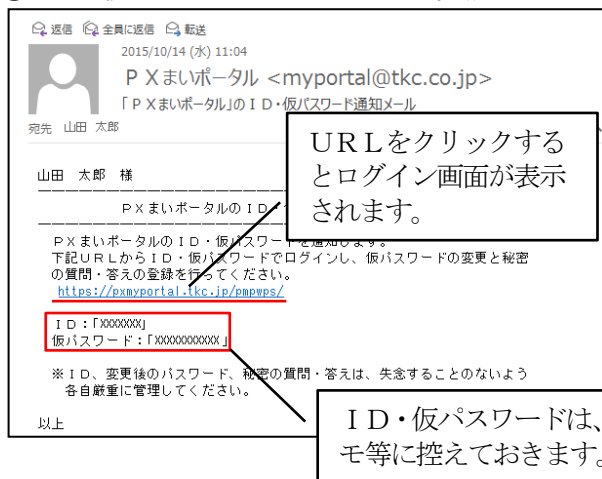 返信 全員に返信 転送
2015/10/14 (水) 11:04
ＰＸまいポータル <myportal@tkc.co.jp>
「ＰＸまいポータル」のＩＤ・仮パスワード通知メール
宛先 山田 太郎
山田 太郎 様
ＰＸまいポータルのＩＤ・
ＰＸまいポータルのＩＤ・仮パスワードを通知します。
下記ＵＲＬからＩＤ・仮パスワードでログインし、仮パスワードの変更と秘密
の質問・答えの登録を行ってください。
https://pxmyportal.tkc.jp/pmpwps/
ＩＤ：「XXXXXXX」
仮パスワード：「XXXXXXXXXXX」
※ＩＤ、変更後のパスワード、秘密の質問・答えは、失念することのないよう
各自厳重に管理してください。
以上
ＵＲＬをクリックする
とログイン画面が表示
されます。
ＩＤ・仮パスワードは、
モ等に控えておきます。